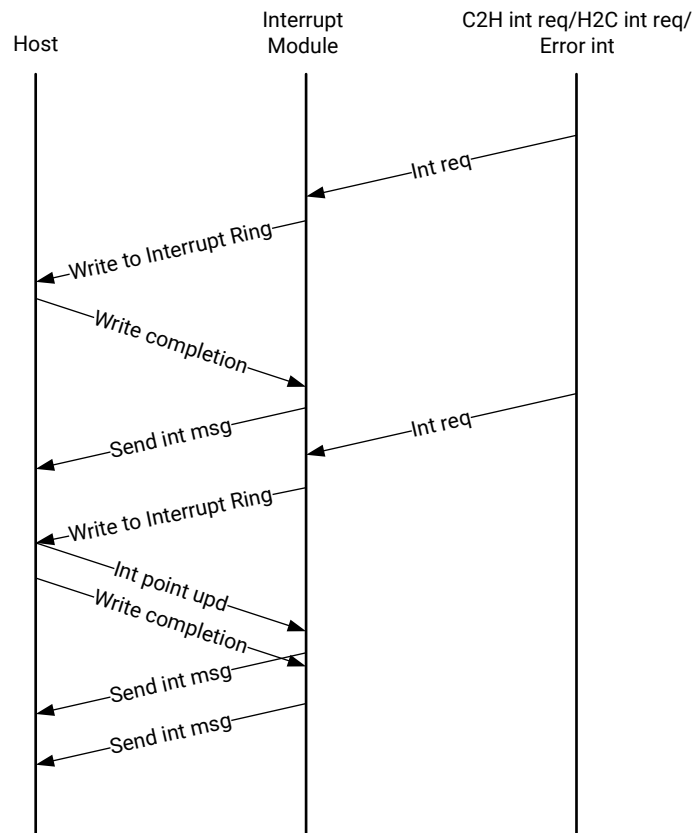 Host
Interrupt
Module
C2H int req/H2C int req/
Error int
Int req
Write to Interrupt Ring
Write completion
Send int msg
Int req
Write to Interrupt Ring
Int point upd
Write completion
Send int msg
Send int msg